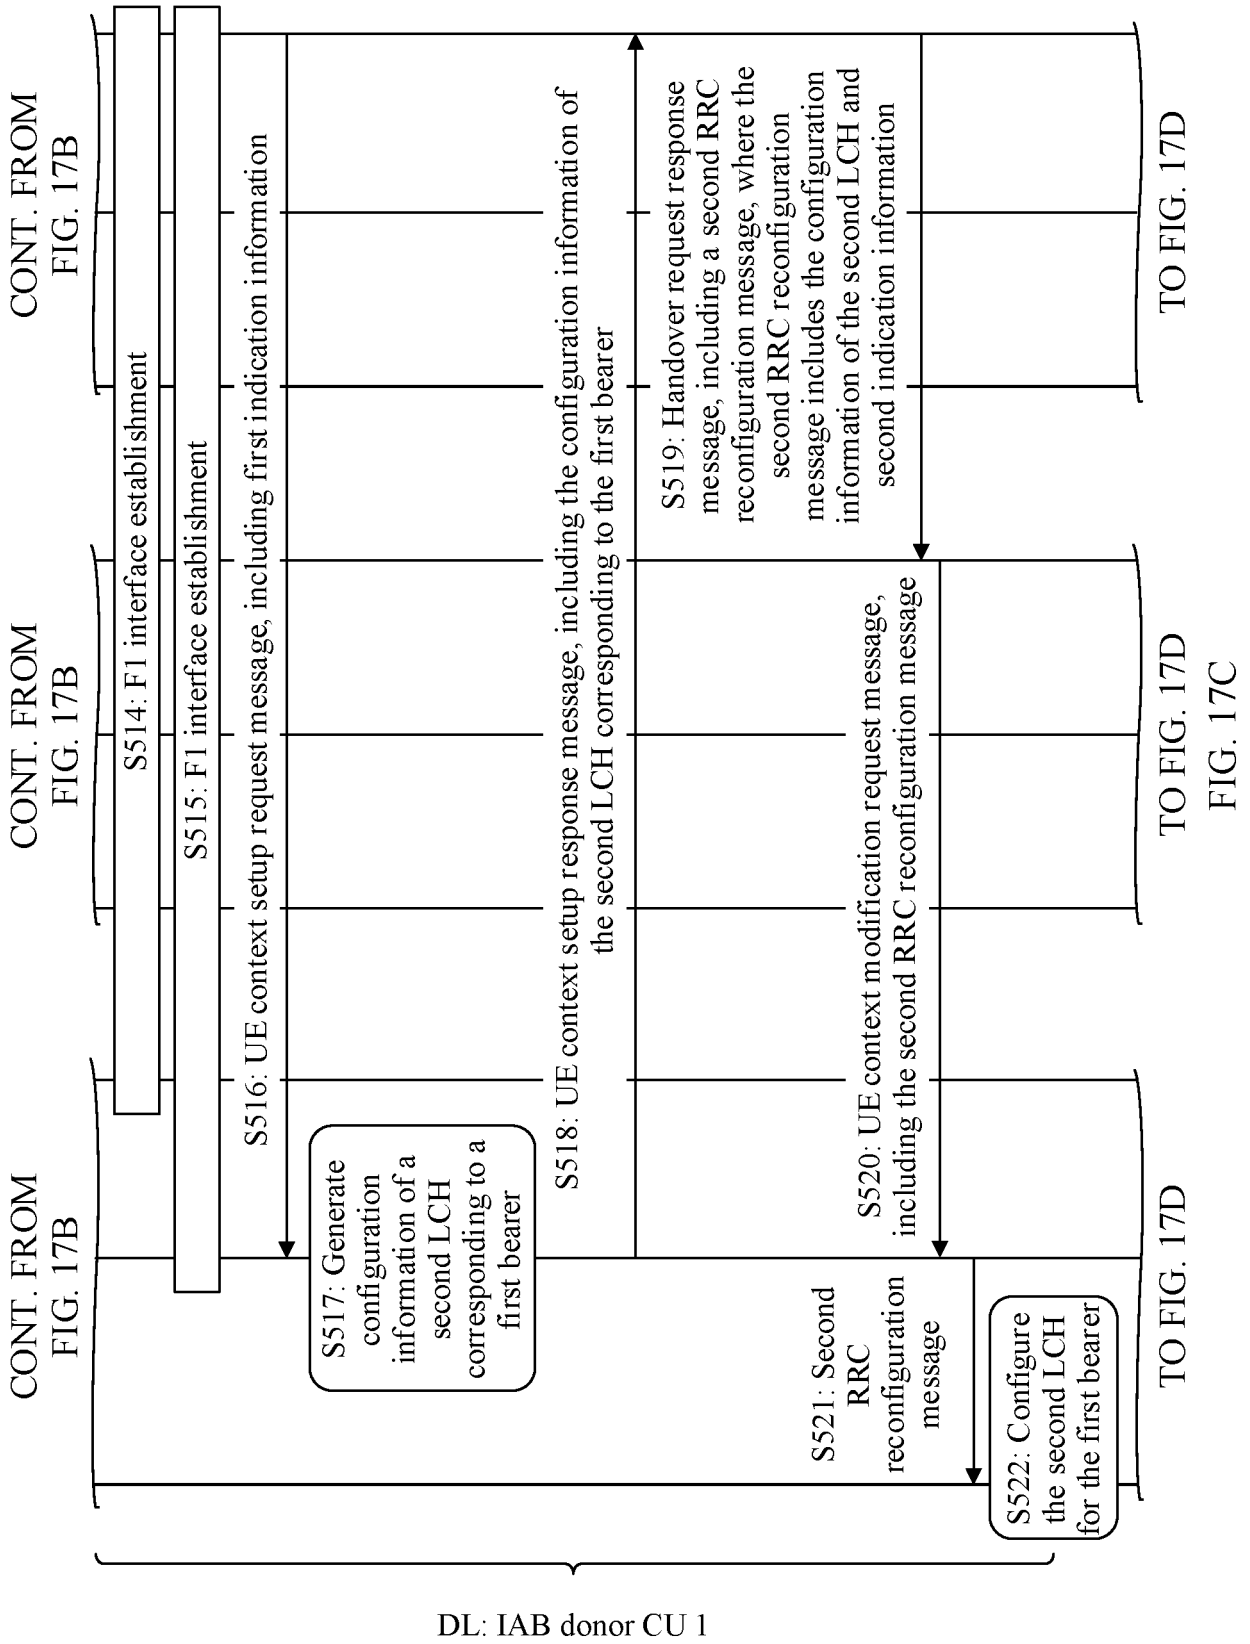 CONT. FROM
FIG. 17B
CONT. FROM
FIG. 17B
CONT. FROM
FIG. 17B
S514: F1 interface establishment
S515: F1 interface establishment
S516: UE context setup request message, including first indication information
S517: Generate
configuration
information of a
second LCH
corresponding to a
first bearer
S518: UE context setup response message, including the configuration information of
the second LCH corresponding to the first bearer
S519: Handover request response
message, including a second RRC
reconfiguration message, where the
second RRC reconfiguration
message includes the configuration
information of the second LCH and
second indication information
S520: UE context modification request message,
including the second RRC reconfiguration message
S521: Second
RRC
reconfiguration
message
S522: Configure
the second LCH
for the first bearer
DL: IAB donor CU 1
TO FIG. 17D
TO FIG. 17D
TO FIG. 17D
FIG. 17C